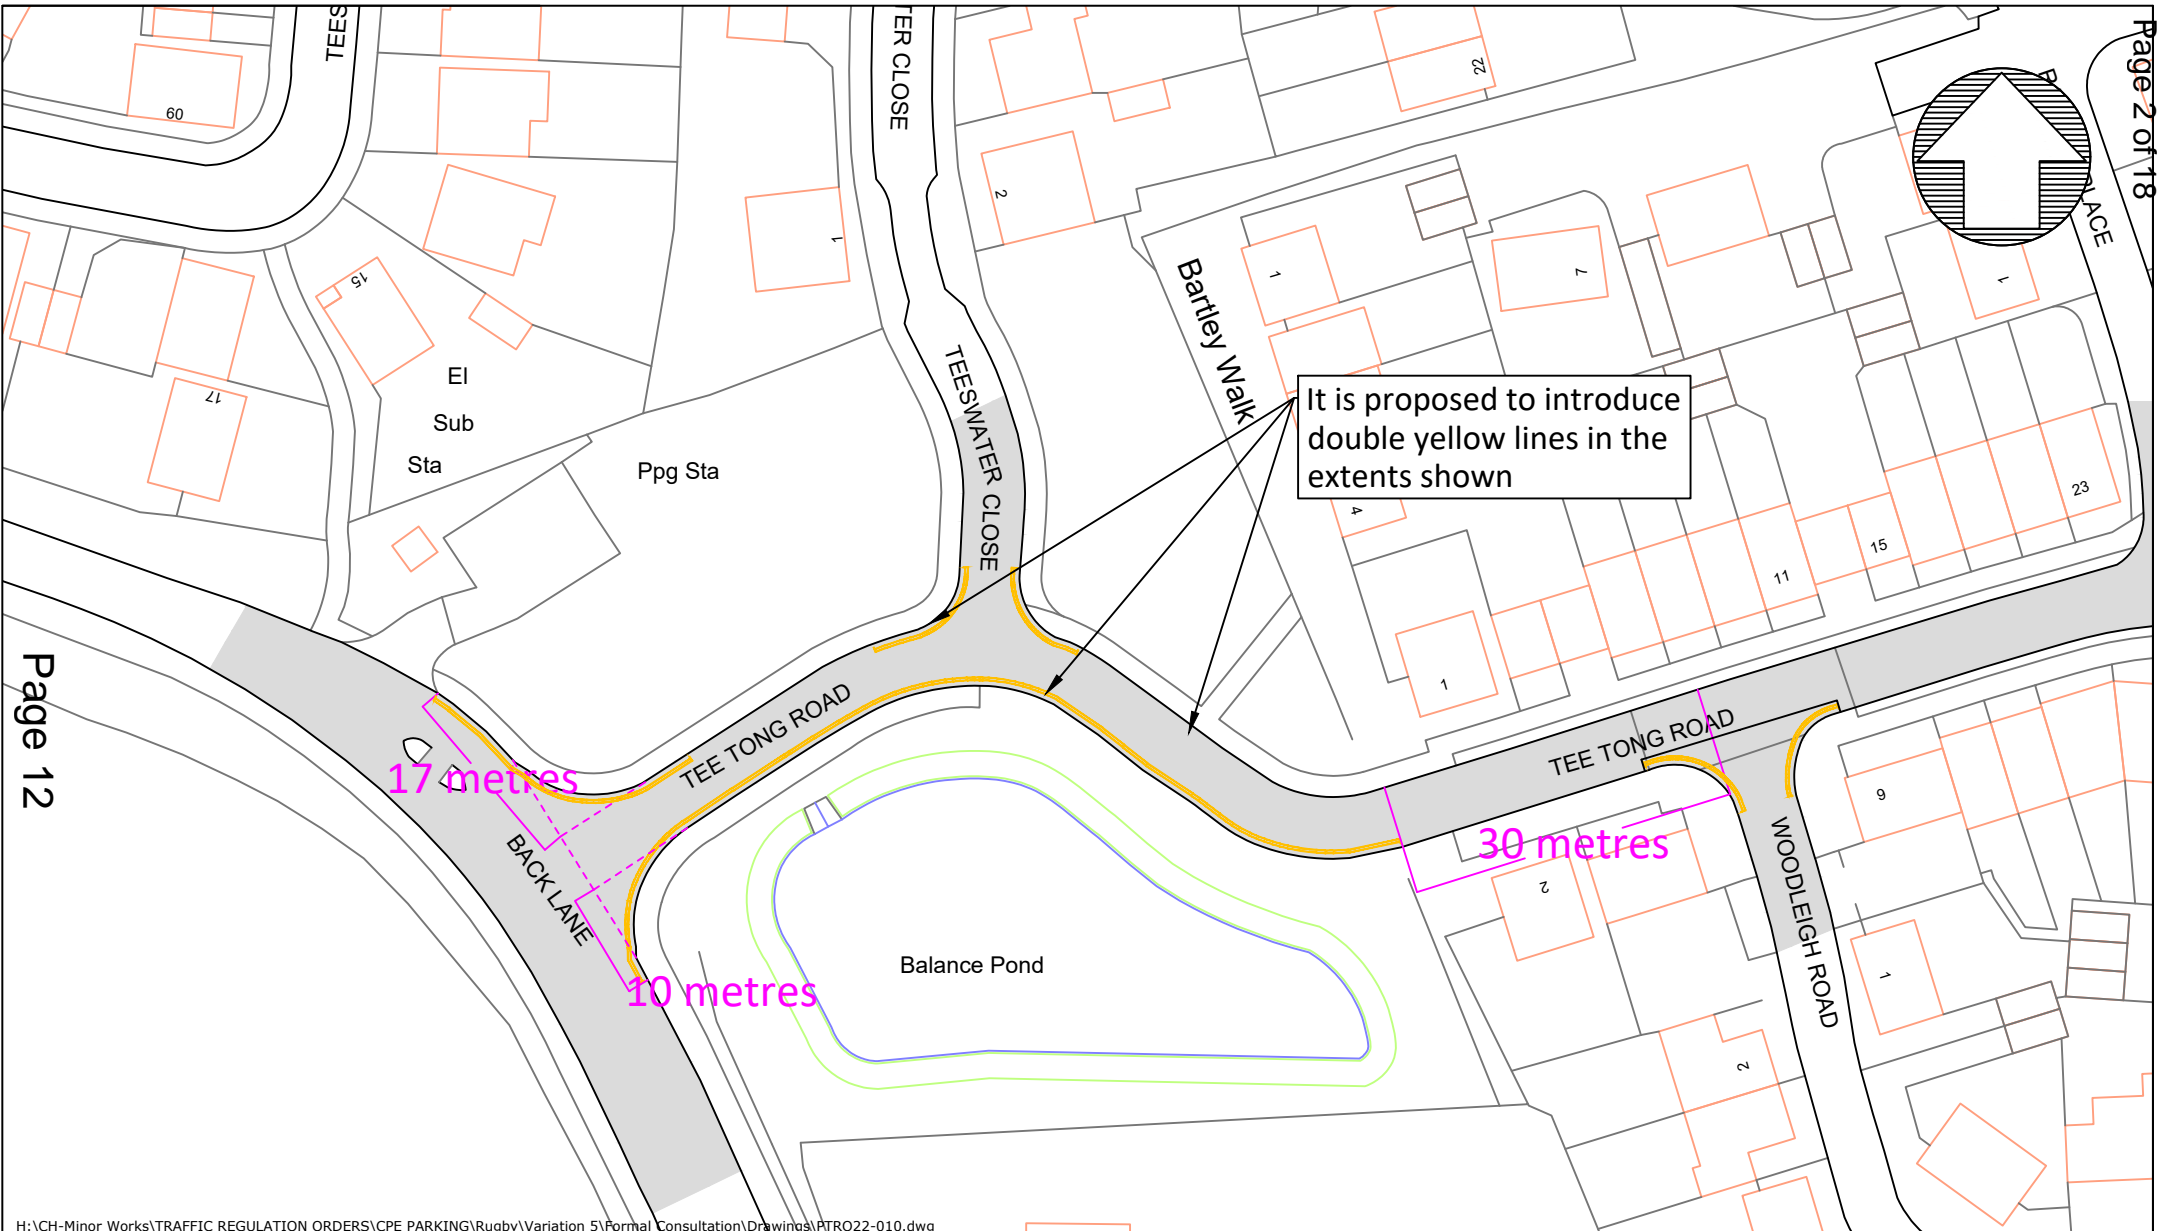 TEES
TER CLOSE
Page 2 of 18
60
22
2
1
LACE
Bartley Walk
1
7
1
15
17
El
Sub
Sta
Ppg Sta
TEESWATER CLOSE
It is proposed to introduce
double yellow lines in the
extents shown
4
23
15
11
1
Page 12
TEE TONG ROAD
TEE TONG ROAD
17 metres
30 metres
9
2
BACK LANE
WOODLEIGH ROAD
Balance Pond
10 metres
1
2
H:\CH-Minor Works\TRAFFIC REGULATION ORDERS\CPE PARKING\Rugby\Variation 5\Formal Consultation\Drawings\PTRO22-010.dwg